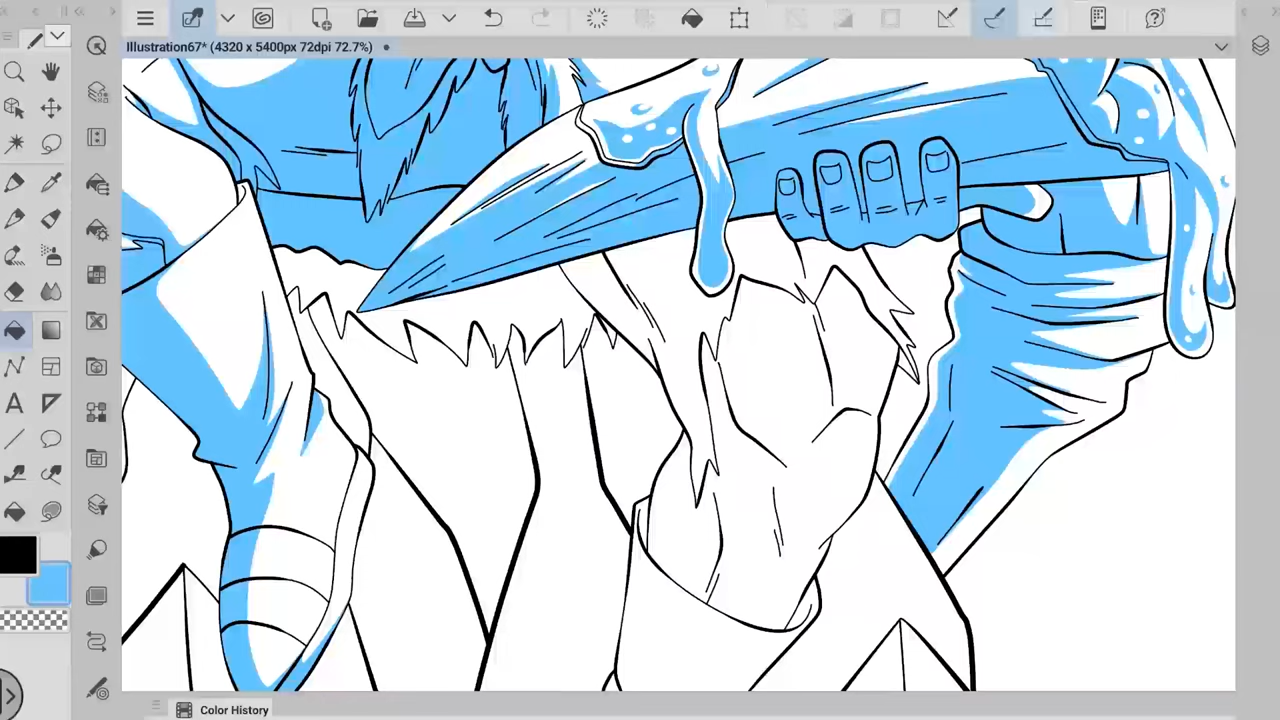 Illustration67* (4320 x 5400px 72dpi 72.7%)
Color History